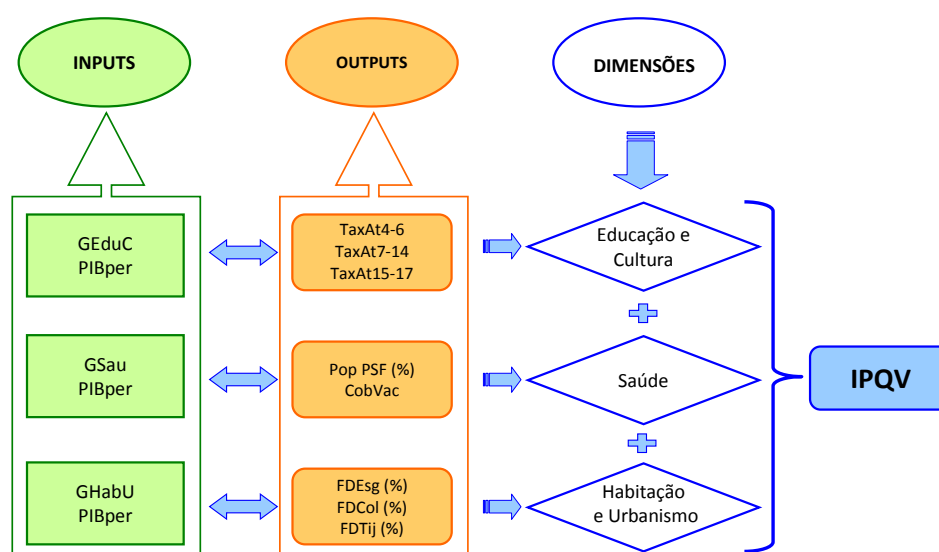 INPUTS
OUTPUTS
DIMENSÕES
GEduC
PIBper
TaxAt4-6
TaxAt7-14
TaxAt15-17
Educação e
Cultura
GSau
PIBper
Pop PSF (%)
CobVac
Saúde
IPQV
GHabU
PIBper
FDEsg (%)
FDCol (%)
FDTij (%)
Habitação
e Urbanismo